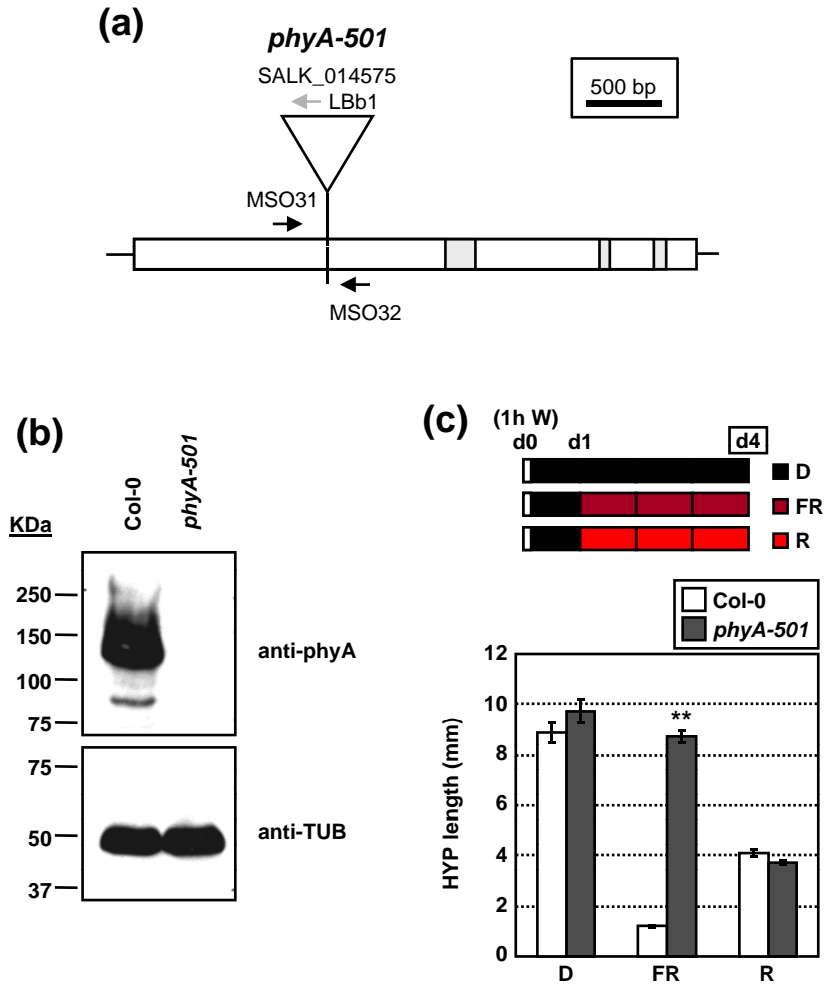 (a)
phyA-501
SALK_014575
LBb1
500 bp
MSO31
MSO32
(b)
Col-0
phyA-501
KDa
250
150
100
75
anti-phyA
75
50
37
anti-TUB
(c)
(1h W)
d0 d1 d4
D
FR
R
Col-0
phyA-501
HYP length (mm)
12
10
8
6
4
2
0
**
D FR R